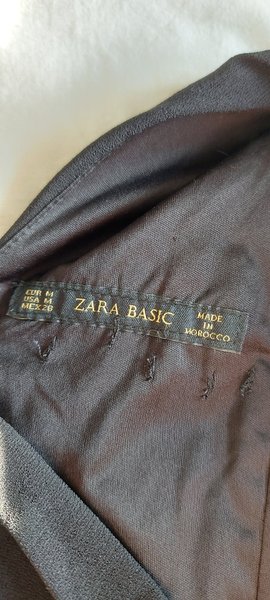 EUR M
USA M
MEX 28
ZARA BASIC
MADE
IN
MOROCCO